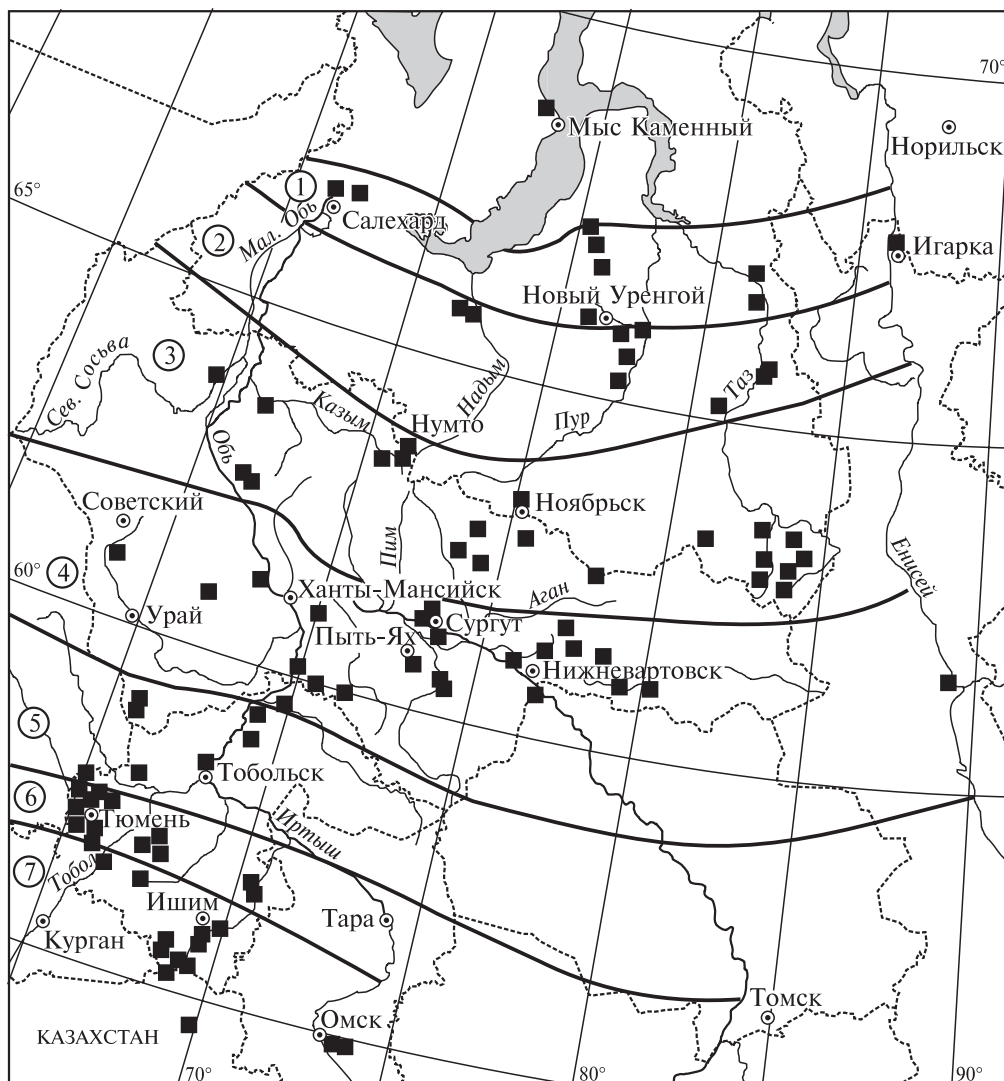 70°
Мыс Каменный
Норильск
65°
1
Мал. Обь
Салехард
2
Игарка
Новый Уренгой
Сев. Сосьва
3
Таз
Надым
Казым
Пур
Нумто
Обь
Советский
Ноябрьск
Пим
Енисей
4
60°
Ханты-Мансийск
Аган
Урай
Сургут
Пыть-Ях
Нижневартовск
5
Тобольск
6
Тюмень
Иртыш
7
Тобол
Ишим
Тара
Курган
Томск
Омск
КАЗАХСТАН
70°
80°
90°